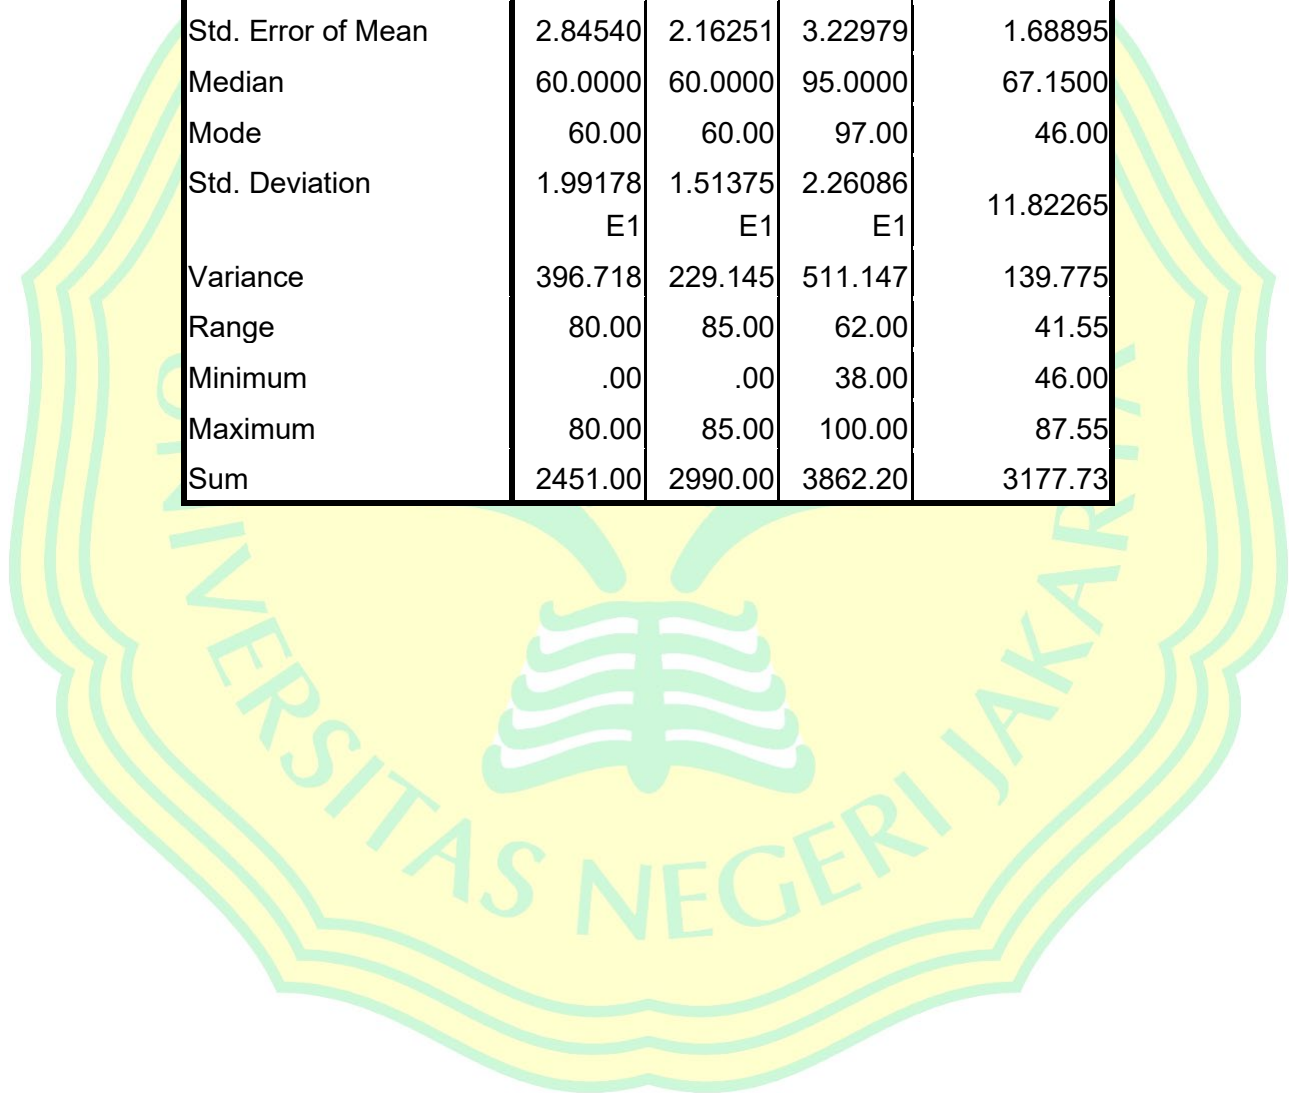 Std. Error of Mean 2.84540 2.16251 3.22979 1.68895
Median 60.0000 60.0000 95.0000 67.1500
Mode 60.00 60.00 97.00 46.00
Std. Deviation 1.99178 1.51375 2.26086 11.82265
E1 E1 E1
Variance 396.718 229.145 511.147 139.775
Range 80.00 85.00 62.00 41.55
Minimum .00 .00 38.00 46.00
Maximum 80.00 85.00 100.00 87.55
Sum 2451.00 2990.00 3862.20 3177.73
UNIVERSITAS NEGERI JAKARTA